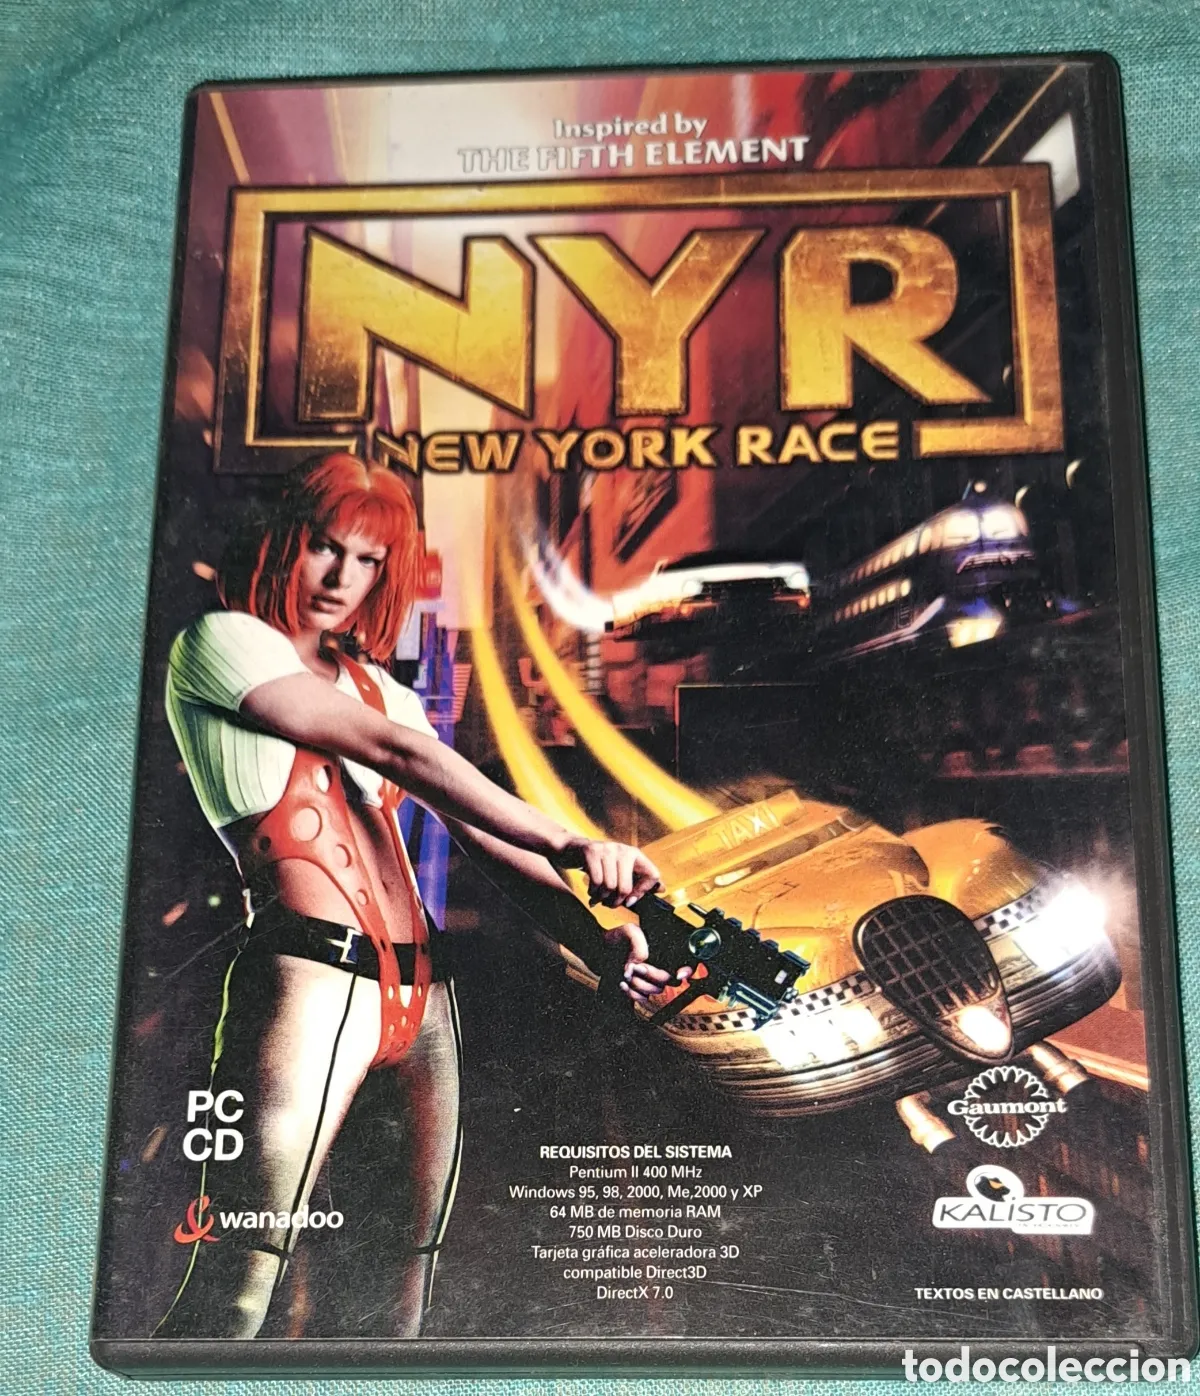 Inspired by
THE FIFTH ELEMENT
NYR
NEW YORK RACE
TAXI
PC
CD
wanadoo
REQUISITOS DEL SISTEMA
Pentium II 400 MHz
Windows 95, 98, 2000, Me,2000 y XP
64 MB de memoria RAM
750 MB Disco Duro
Tarjeta gráfica aceleradora 3D
compatible Direct3D
DirectX 7.0
Gaumont
KALISTO
TEXTOS EN CASTELLANO
todocoleccion